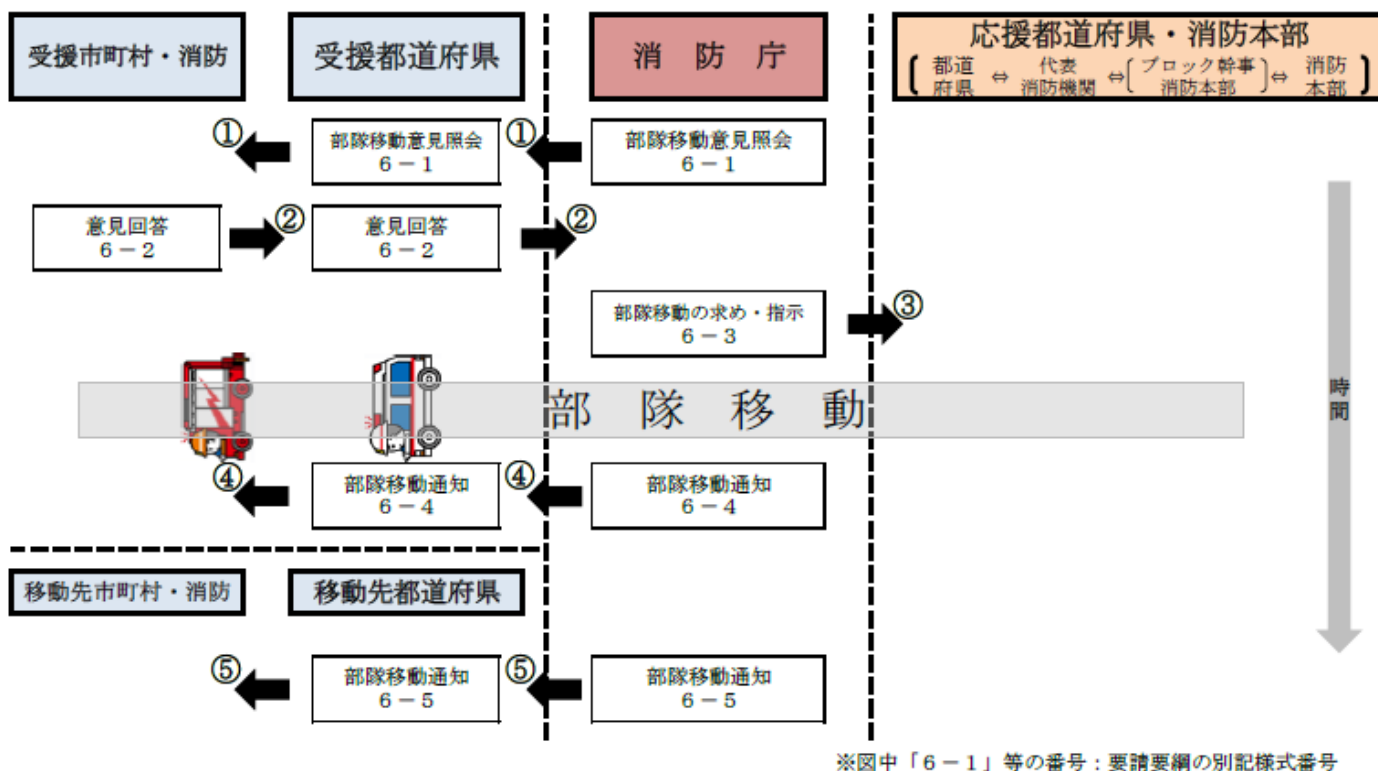 受援市町村・消防
受援都道府県
消 防 庁
応援都道府県・消防本部
〔 都道府県 ⇔ 代表消防機関 ⇔〔 ブロック幹事消防本部 〕⇔ 消防本部 〕
① ①
部隊移動意見照会
6-1
部隊移動意見照会
6-1
意見回答
6-2
②
意見回答
6-2
②
部隊移動の求め・指示
6-3
③
時間
部 隊 移 動
④
部隊移動通知
6-4
④
部隊移動通知
6-4
移動先市町村・消防
移動先都道府県
⑤
部隊移動通知
6-5
⑤
部隊移動通知
6-5
※図中「6-1」等の番号:要請要綱の別記様式番号